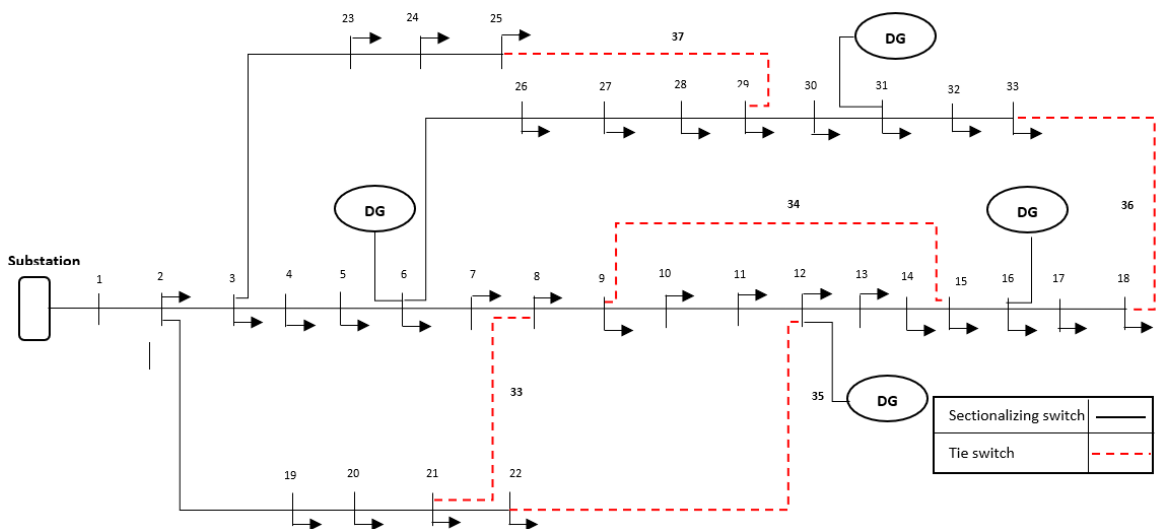 23 24 25
37
DG
26 27 28 29 30 31 32 33
DG
34
DG
36
Substation
1 2 3 4 5 6 7 8 9 10 11 12 13 14 15 16 17 18
33
35
DG
19 20 21 22
Sectionalizing switch
Tie switch